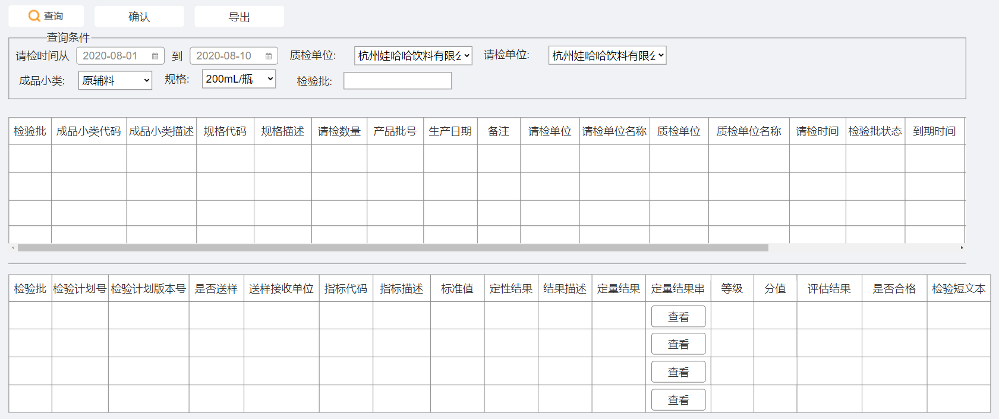 查询 确认 导出
查询条件
请检时间从 2020-08-01 到 2020-08-10 质检单位: 杭州娃哈哈饮料有限公 请检单位: 杭州娃哈哈饮料有限公
成品小类: 原辅料 规格: 200mL/瓶 检验批:
检验批 成品小类代码 成品小类描述 规格代码 规格描述 请检数量 产品批号 生产日期 备注 请检单位 请检单位名称 质检单位 质检单位名称 请检时间 检验批状态 到期时间
检验批 检验计划号 检验计划版本号 是否送样 送样接收单位 指标代码 指标描述 标准值 定性结果 结果描述 定量结果 定量结果串 等级 分值 评估结果 是否合格 检验短文本
查看
查看
查看
查看